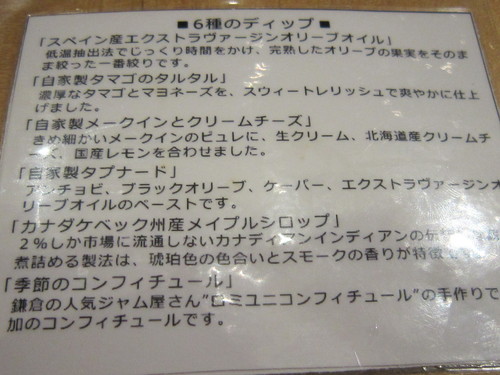 ■6種のディップ■
「スペイン産エクストラヴァージンオリーブオイル」
低温抽出法でじっくり時間をかけ、完熟したオリーブの果実をそのま
ま絞った一番絞りです。
「自家製タマゴのタルタル」
濃厚なタマゴとマヨネーズを、スウィートレリッシュで爽やかに仕上
げました。
「自家製メークインとクリームチーズ」
きめ細かいメークインのピュレに、生クリーム、北海道産クリームチ
ーズ、国産レモンを合わせました。
「自家製タプナード」
アンチョビ、ブラックオリーブ、ケーパー、エクストラヴァージンオ
リーブオイルのペーストです。
「カナダケベック州産メイプルシロップ」
2%しか市場に流通しないカナディアンインディアンの伝
煮詰める製法は、琥珀色の色合いとスモークの香りが特徴
「季節のコンフィチュール」
鎌倉の人気ジャム屋さん"ロミユニコンフィチュール"の手作りで
加のコンフィチュールです。